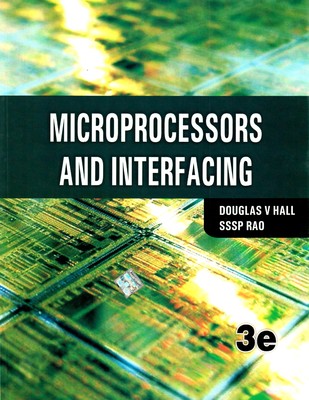 MICROPROCESSORS
AND INTERFACING
DOUGLAS V HALL
SSSP RAO
3e